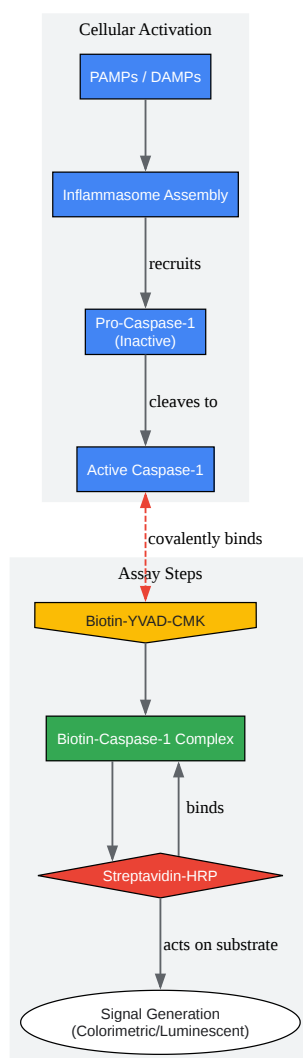 Cellular Activation
PAMPs / DAMPs
Inflammasome Assembly
recruits
Pro-Caspase-1
(Inactive)
cleaves to
Active Caspase-1
covalently binds
Assay Steps
Biotin-YVAD-CMK
Biotin-Caspase-1 Complex
binds
Streptavidin-HRP
acts on substrate
Signal Generation
(Colorimetric/Luminescent)